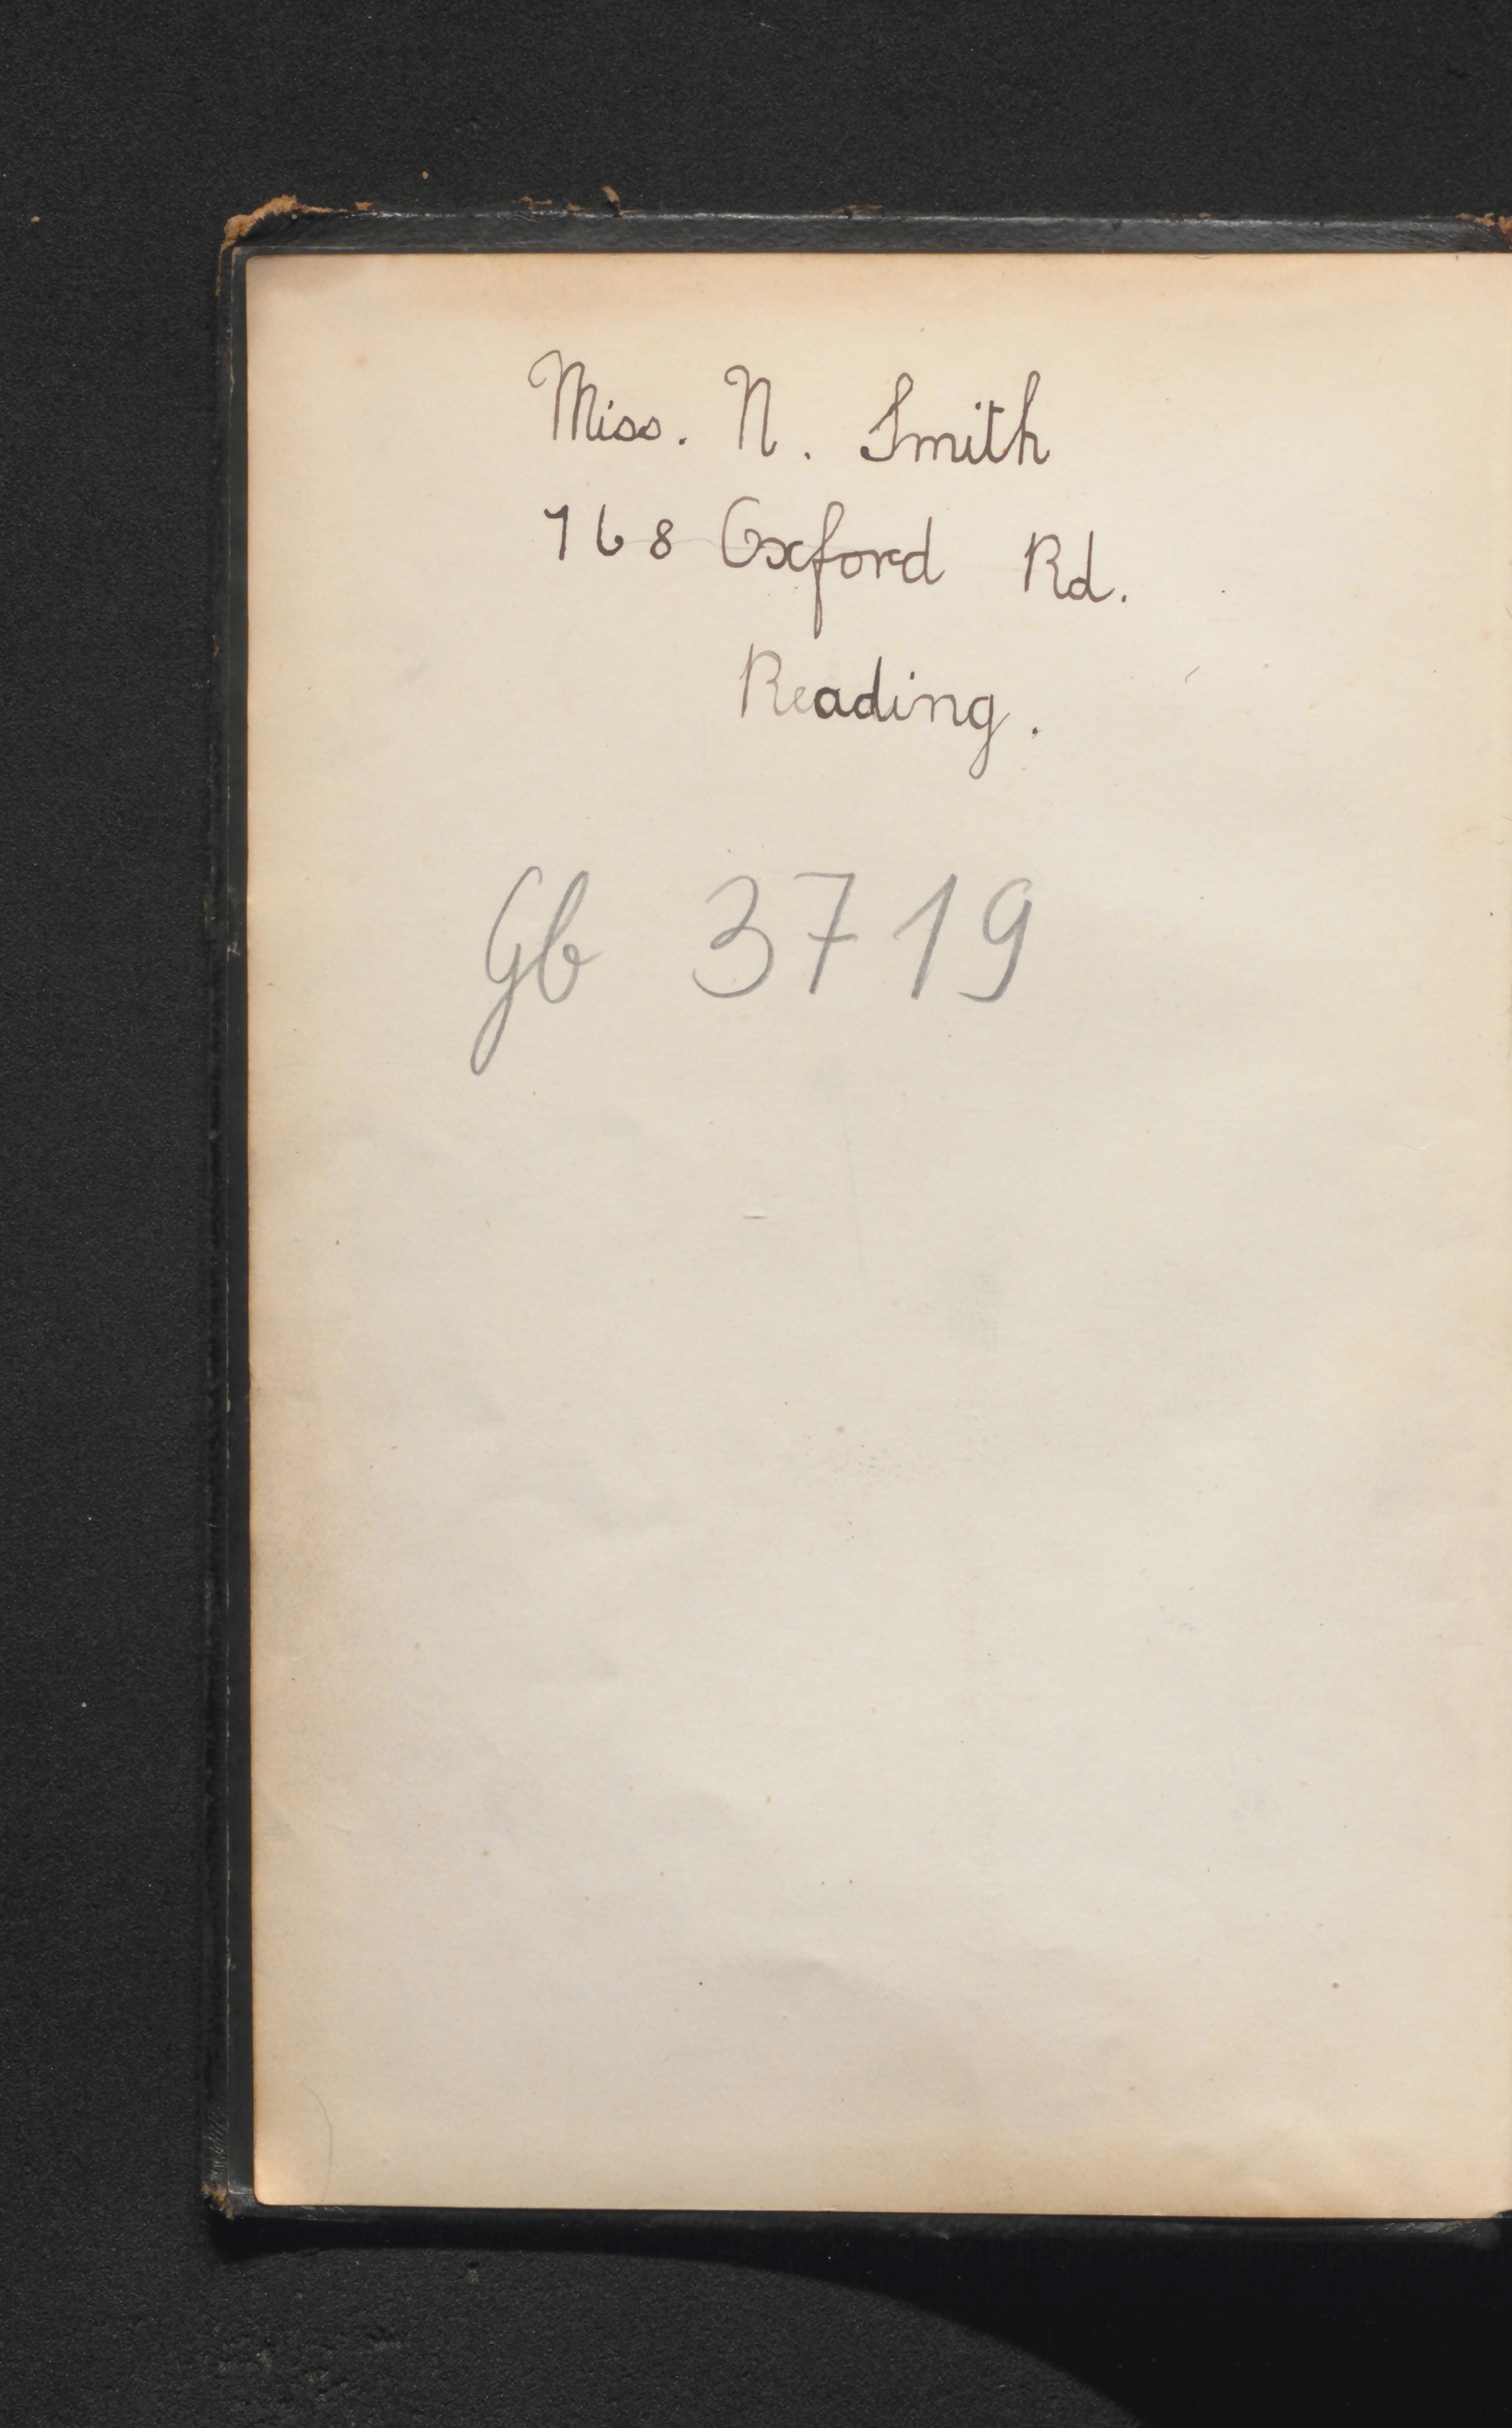 Miss. N. Smith
768 Oxford Rd.
Reading.
Gb 3719